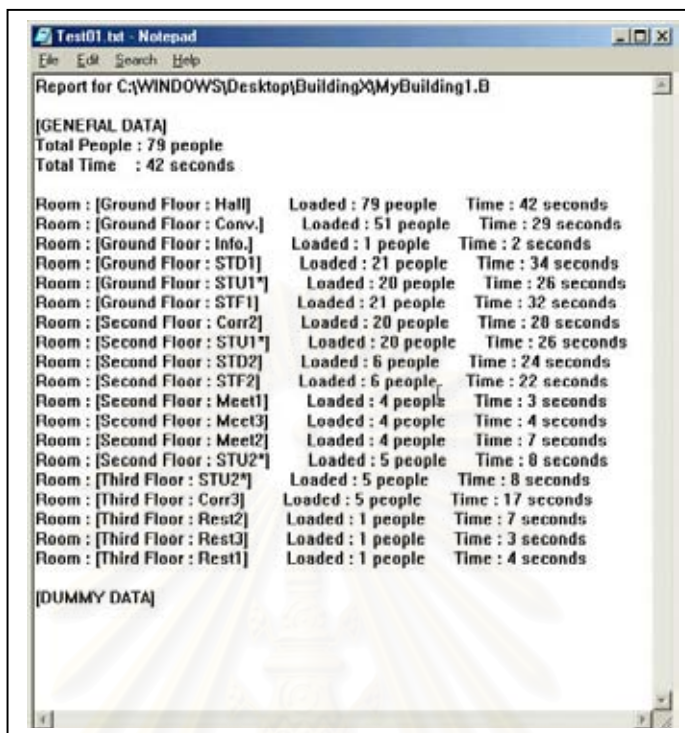 Test01.txt - Notepad
File Edit Search Help
Report for C:\WINDOWS\Desktop\BuildingX\MyBuilding1.B
[GENERAL DATA]
Total People : 79 people
Total Time : 42 seconds
Room : [Ground Floor : Hall] Loaded : 79 people Time : 42 seconds
Room : [Ground Floor : Conv.] Loaded : 51 people Time : 29 seconds
Room : [Ground Floor : Info.] Loaded : 1 people Time : 2 seconds
Room : [Ground Floor : STD1] Loaded : 21 people Time : 34 seconds
Room : [Ground Floor : STU1*] Loaded : 20 people Time : 26 seconds
Room : [Ground Floor : STF1] Loaded : 21 people Time : 32 seconds
Room : [Second Floor : Corr2] Loaded : 20 people Time : 28 seconds
Room : [Second Floor : STU1*] Loaded : 20 people Time : 26 seconds
Room : [Second Floor : STD2] Loaded : 6 people Time : 24 seconds
Room : [Second Floor : STF2] Loaded : 6 people Time : 22 seconds
Room : [Second Floor : Meet1] Loaded : 4 people Time : 3 seconds
Room : [Second Floor : Meet3] Loaded : 4 people Time : 4 seconds
Room : [Second Floor : Meet2] Loaded : 4 people Time : 7 seconds
Room : [Second Floor : STU2*] Loaded : 5 people Time : 8 seconds
Room : [Third Floor : STU2*] Loaded : 5 people Time : 8 seconds
Room : [Third Floor : Corr3] Loaded : 5 people Time : 17 seconds
Room : [Third Floor : Rest2] Loaded : 1 people Time : 7 seconds
Room : [Third Floor : Rest3] Loaded : 1 people Time : 3 seconds
Room : [Third Floor : Rest1] Loaded : 1 people Time : 4 seconds
[DUMMY DATA]